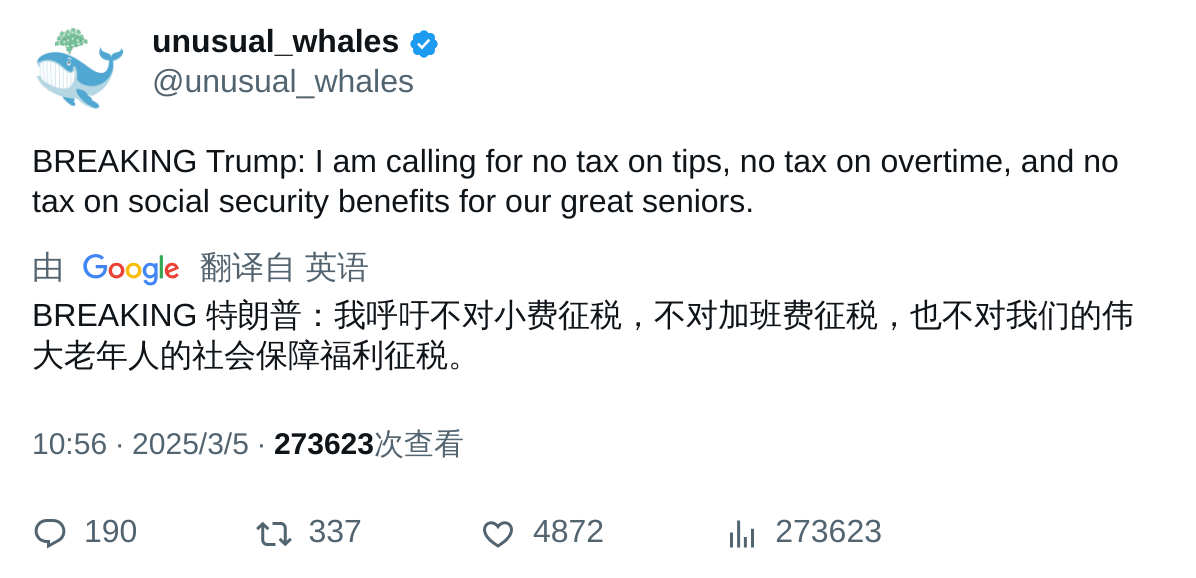 unusual_whales
@unusual_whales
BREAKING Trump: I am calling for no tax on tips, no tax on overtime, and no
tax on social security benefits for our great seniors.
由 Google 翻译自 英语
BREAKING 特朗普：我呼吁不对小费征税，不对加班费征税，也不对我们的伟
大老年人的社会保障福利征税。
10:56 · 2025/3/5 · 273623次查看
190 337 4872 273623